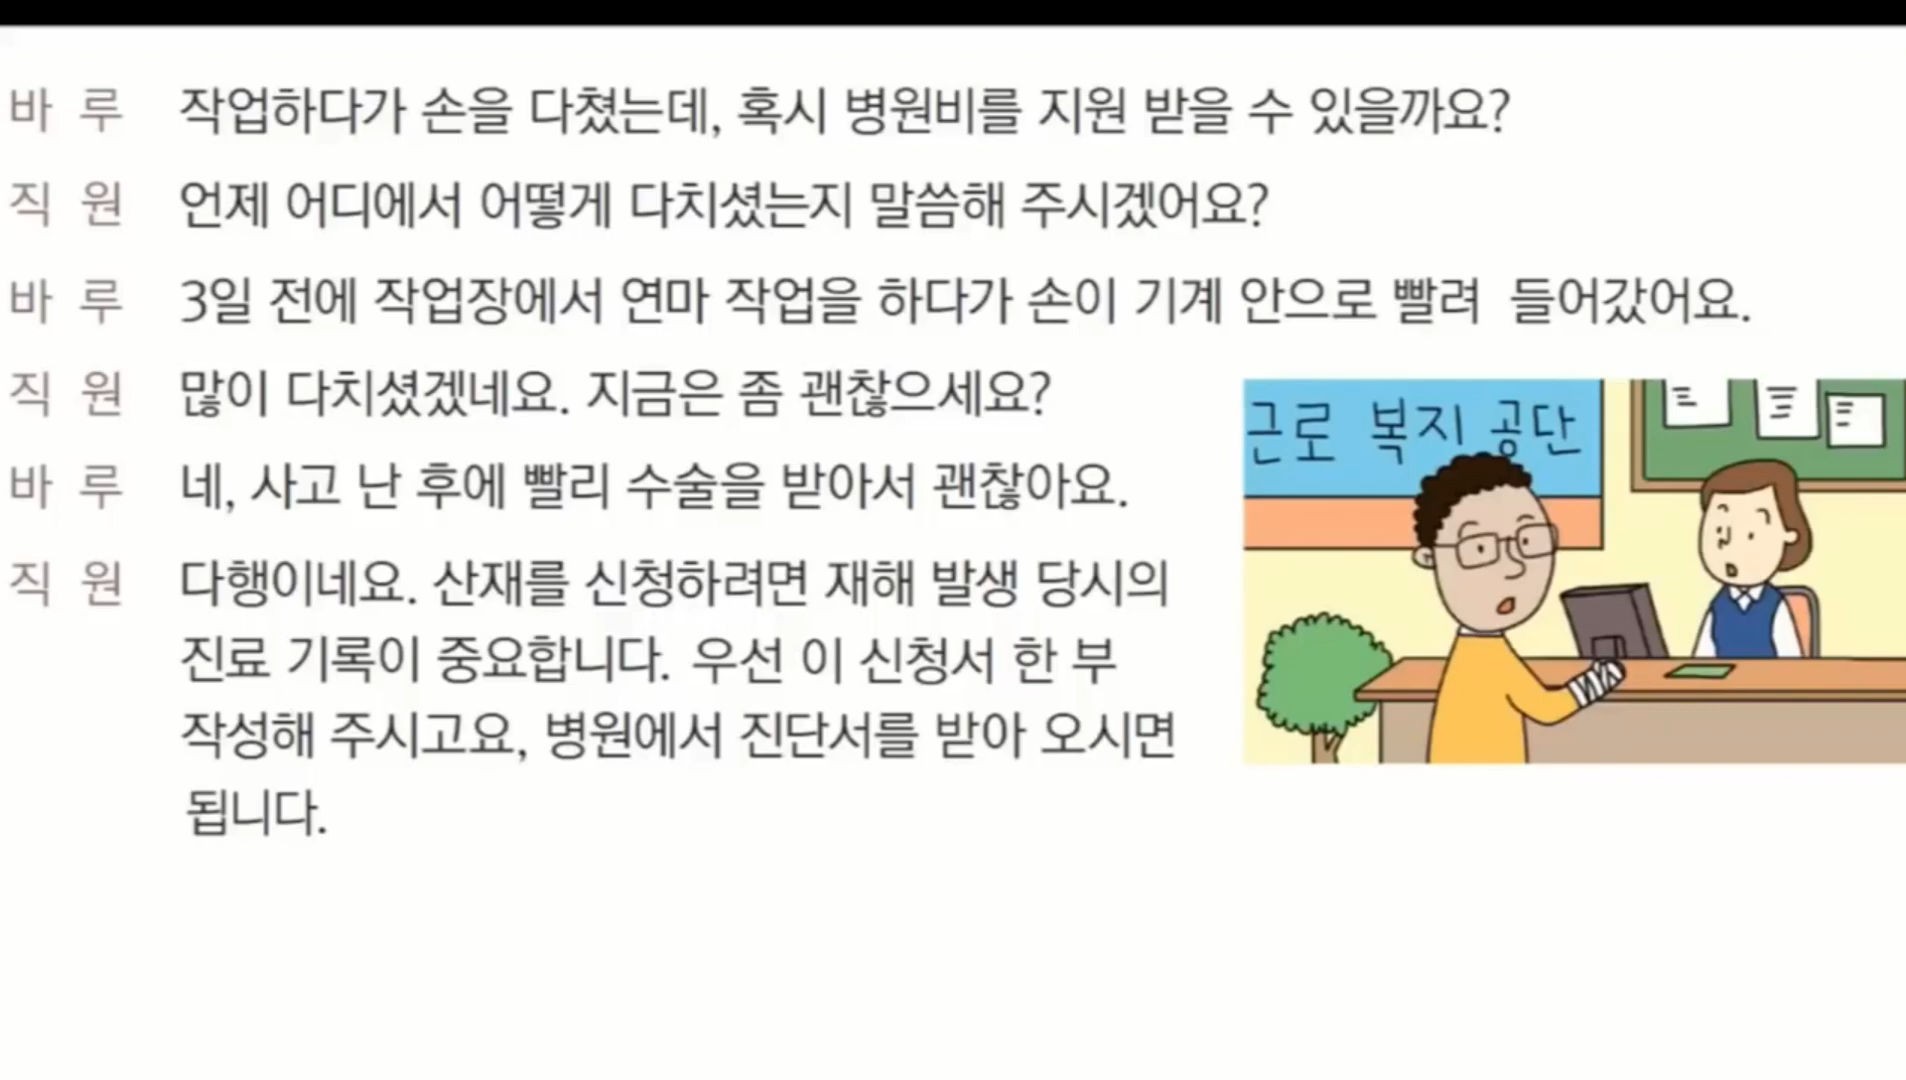 바 루 작업하다가 손을 다쳤는데, 혹시 병원비를 지원 받을 수 있을까요?
직 원 언제 어디에서 어떻게 다치셨는지 말씀해 주시겠어요?
바 루 3일 전에 작업장에서 연마 작업을 하다가 손이 기계 안으로 빨려 들어갔어요.
직 원 많이 다치셨겠네요. 지금은 좀 괜찮으세요?
바 루 네, 사고 난 후에 빨리 수술을 받아서 괜찮아요.
직 원 다행이네요. 산재를 신청하려면 재해 발생 당시의
진료 기록이 중요합니다. 우선 이 신청서 한 부
작성해 주시고요, 병원에서 진단서를 받아 오시면
됩니다.
근로 복지 공단